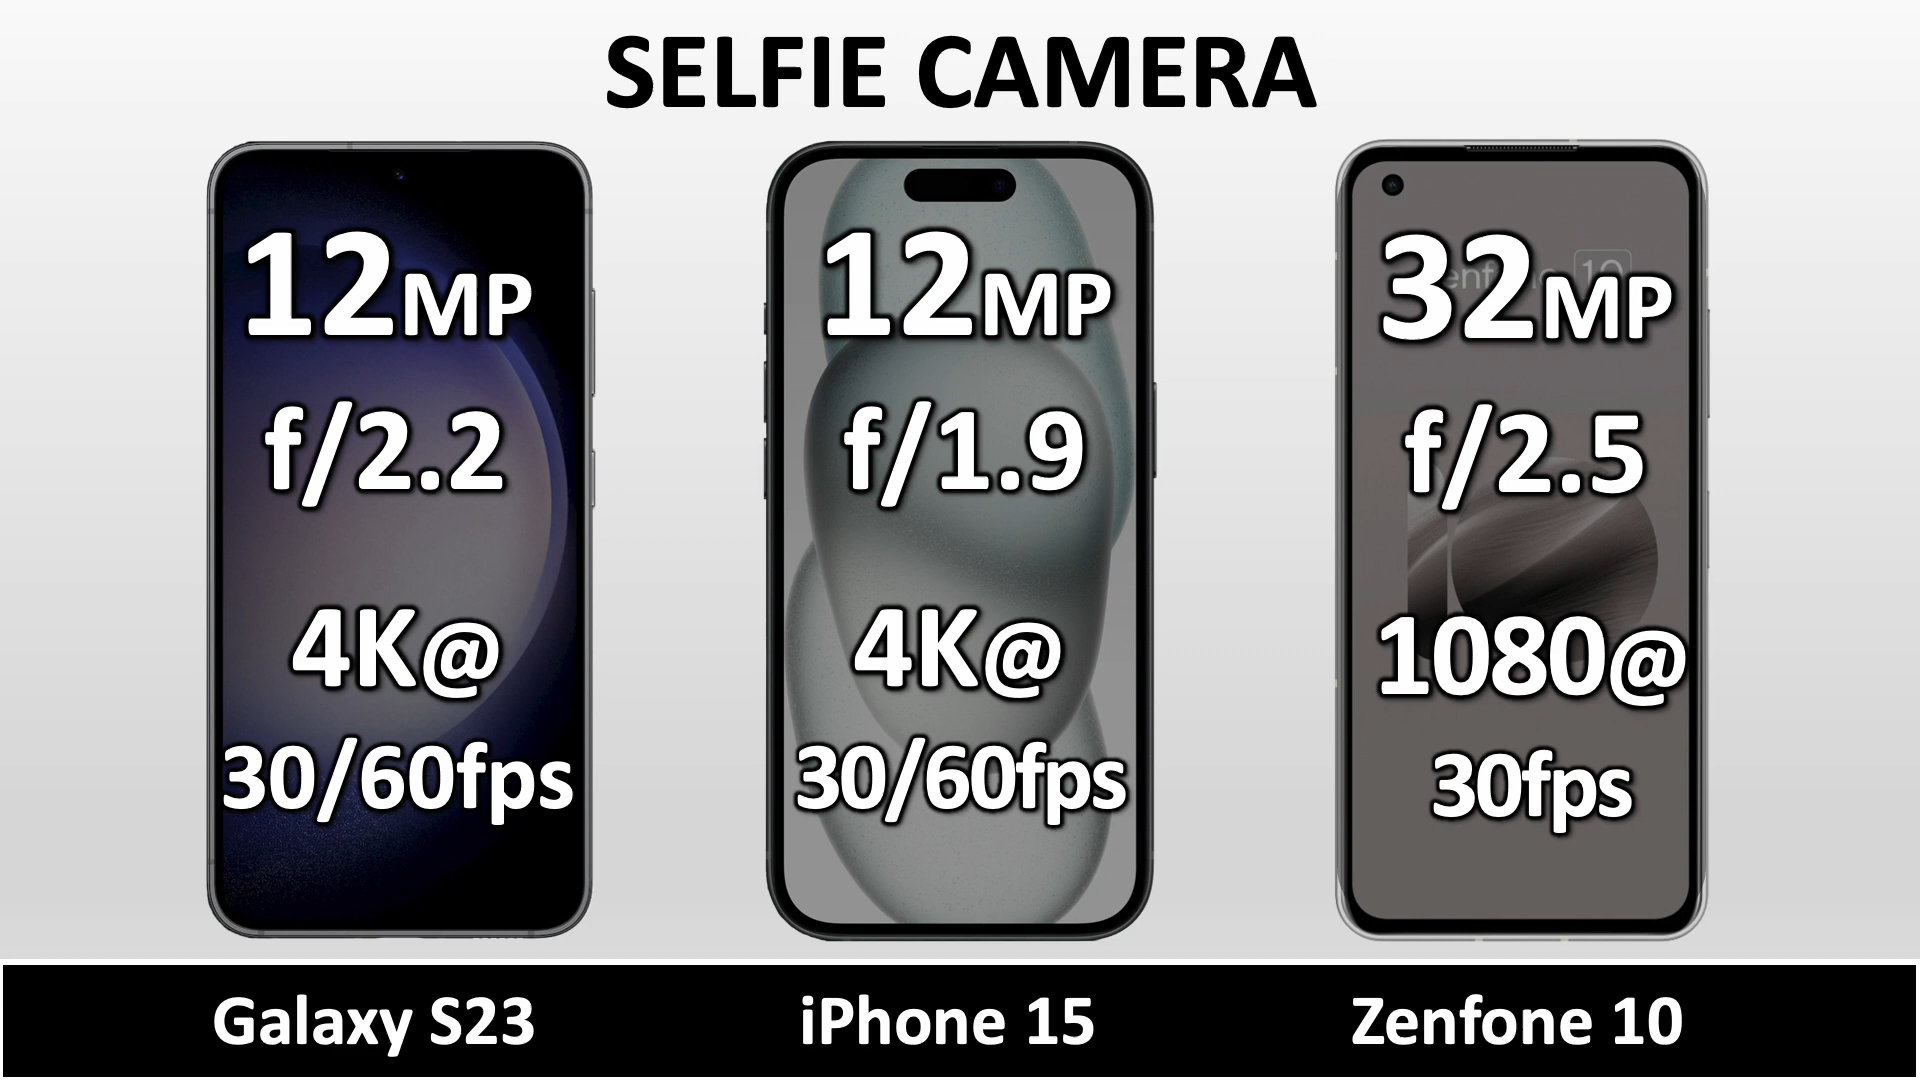 SELFIE CAMERA
12MP
f/2.2
4K@
30/60fps
Galaxy S23
12MP
f/1.9
4K@
30/60fps
iPhone 15
32MP
f/2.5
1080@
30fps
Zenfone 10